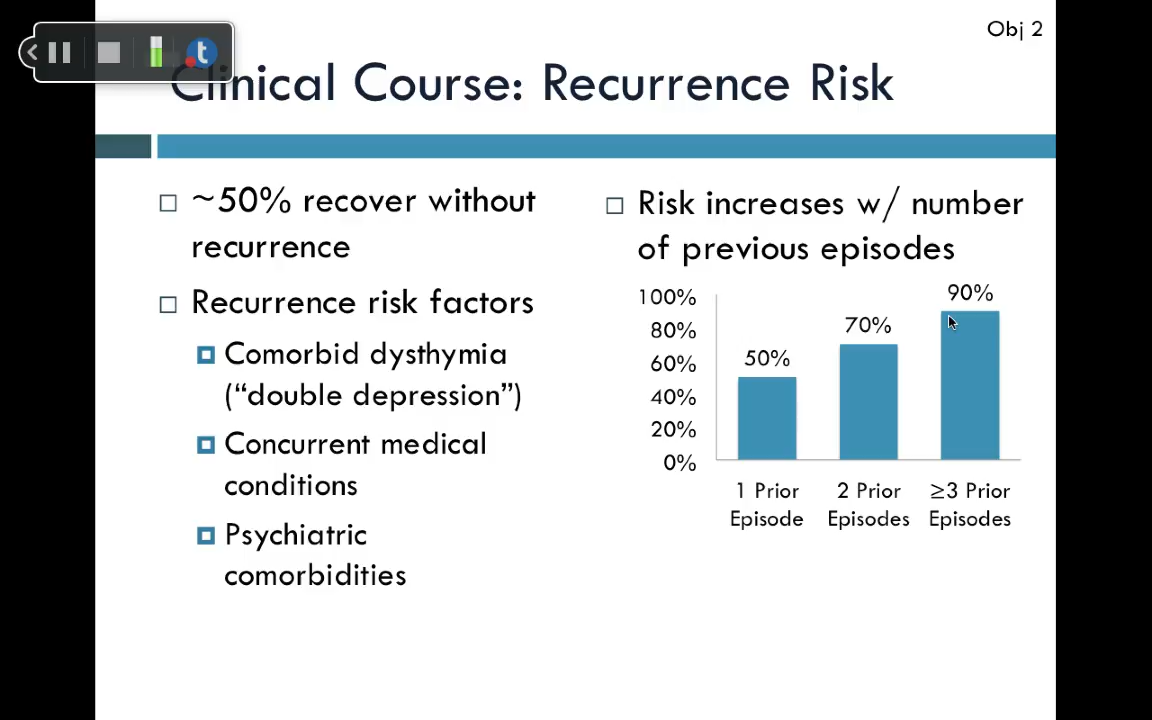 Obj 2
t
Clinical Course: Recurrence Risk
~50% recover without
recurrence
Recurrence risk factors
Comorbid dysthymia
(“double depression”)
Concurrent medical
conditions
Psychiatric
comorbidities
Risk increases w/ number
of previous episodes
100%
80%
60%
40%
20%
0%
50%
70%
90%
1 Prior
Episode
2 Prior
Episodes
≥3 Prior
Episodes